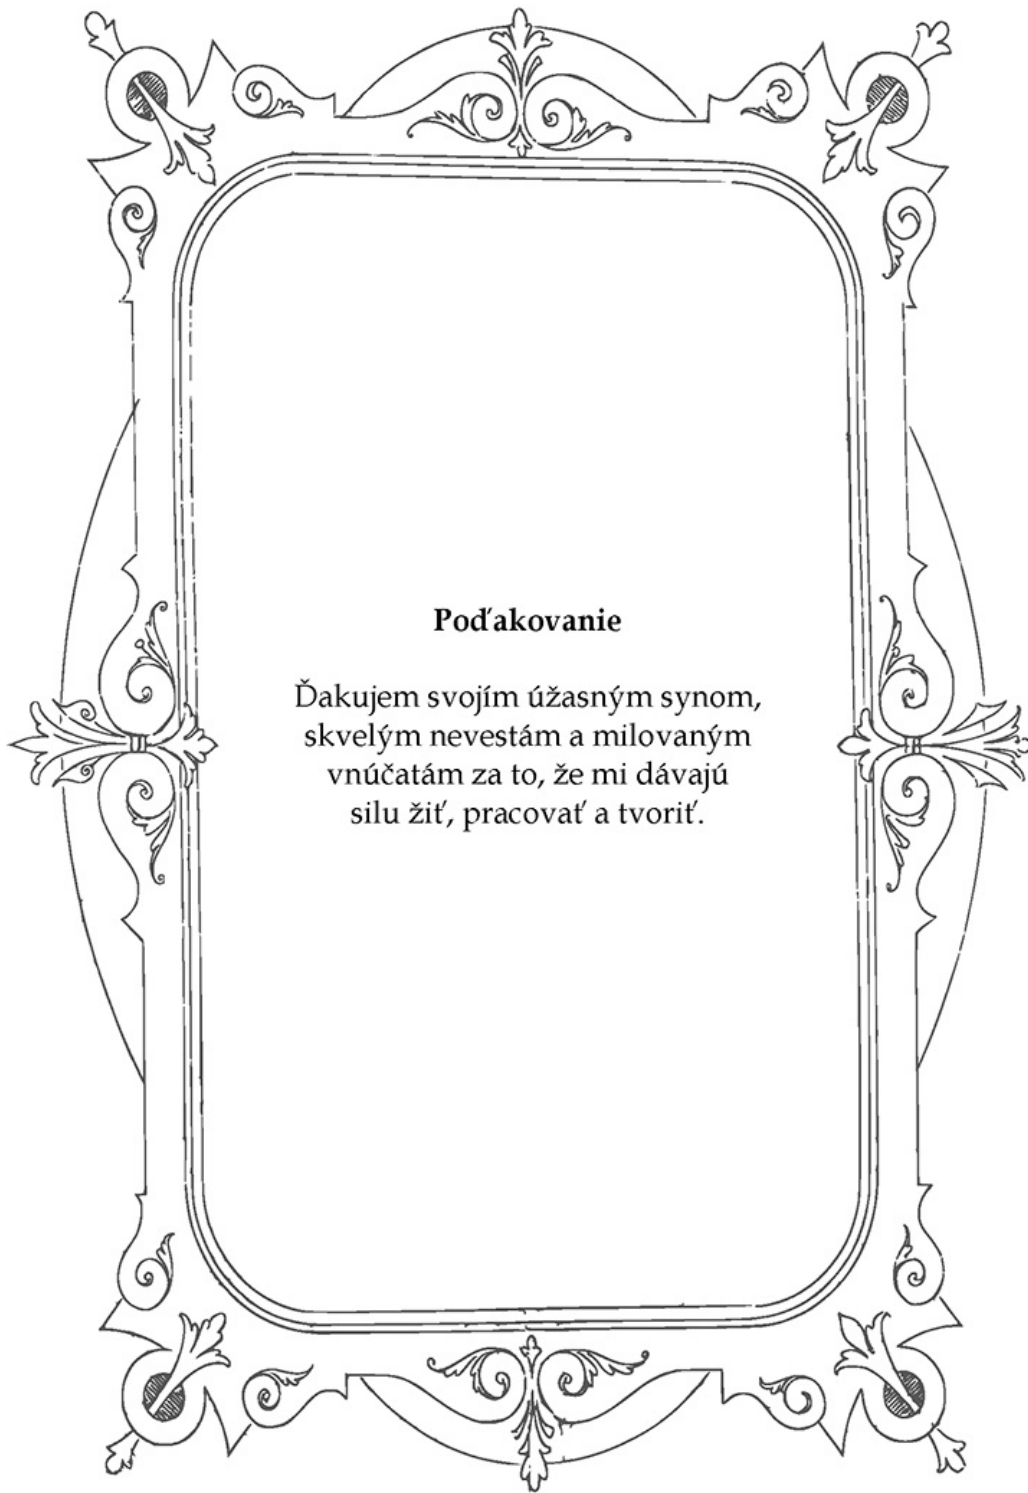 Poďakovanie
Ďakujem svojím úžasným synom,
skvelým nevestám a milovaným
vnúčatám za to, že mi dávajú
silu žiť, pracovať a tvoriť.